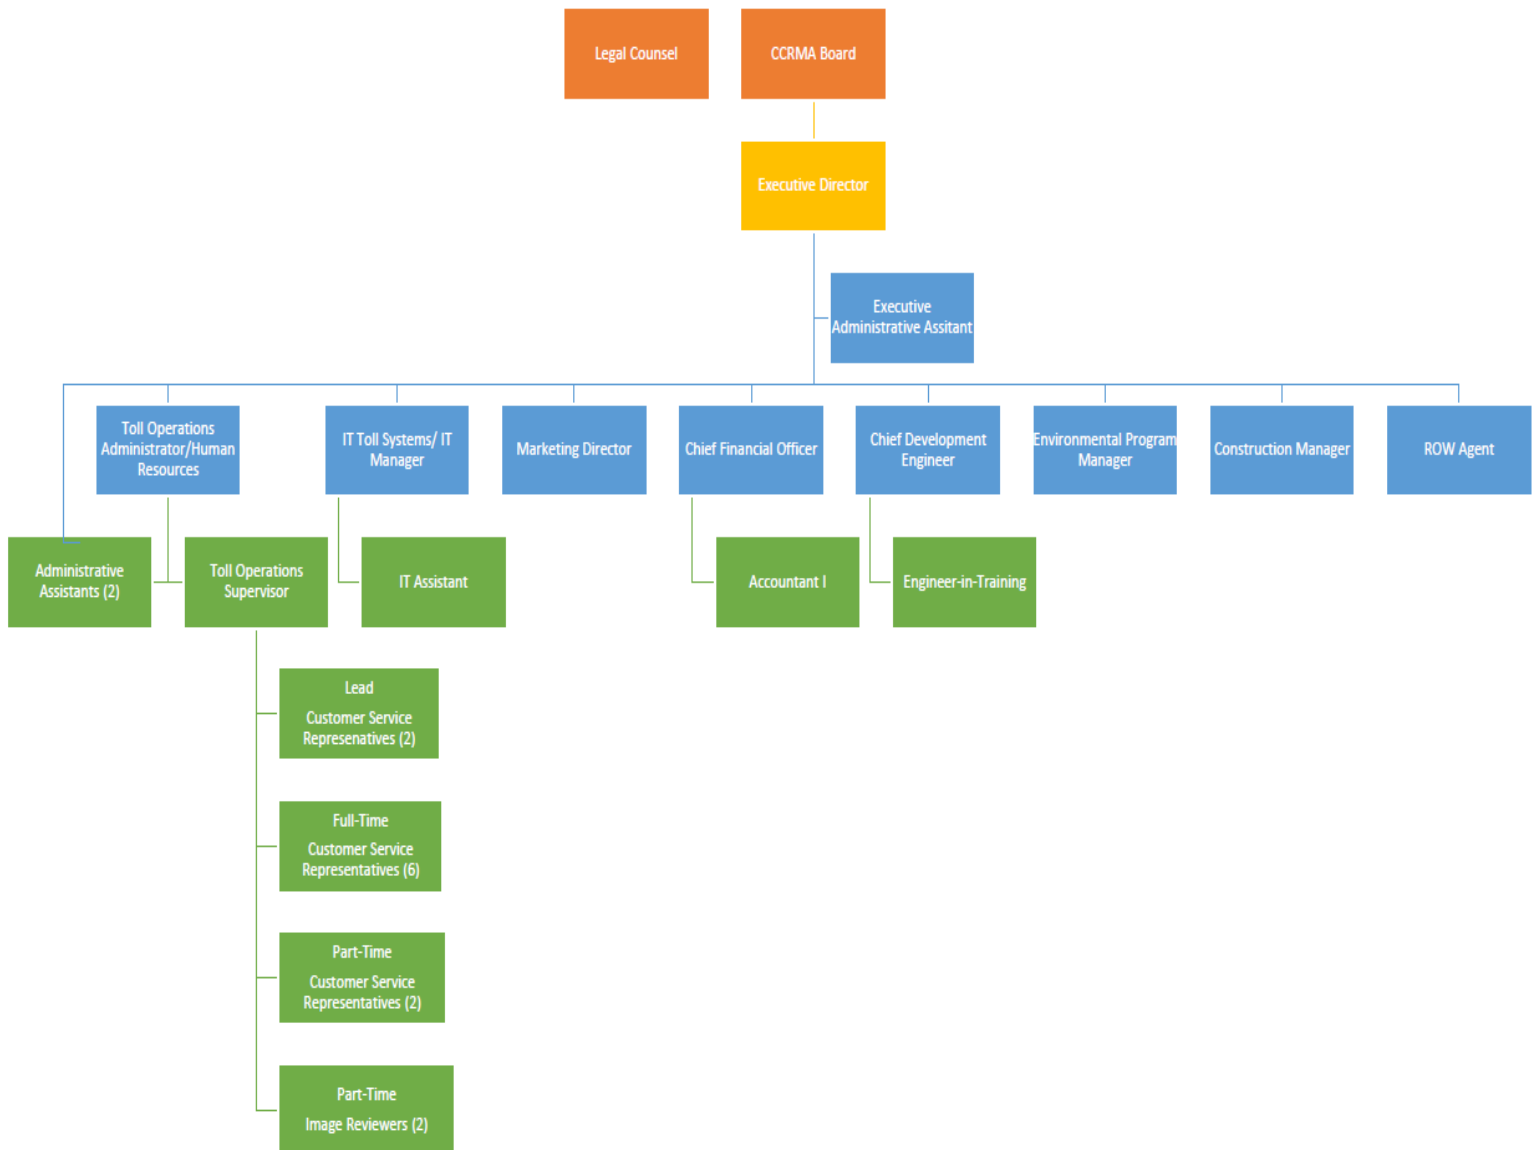 Legal Counsel
CCRMA Board
Executive Director
Executive
Administrative Assitant
Toll Operations
Administrator/Human
Resources
IT Toll Systems/ IT
Manager
Marketing Director
Chief Financial Officer
Chief Development
Engineer
Environmental Program
Manager
Construction Manager
ROW Agent
Administrative
Assistants (2)
Toll Operations
Supervisor
IT Assistant
Accountant I
Engineer-in-Training
Lead
Customer Service
Represenatives (2)
Full-Time
Customer Service
Representatives (6)
Part-Time
Customer Service
Representatives (2)
Part-Time
Image Reviewers (2)